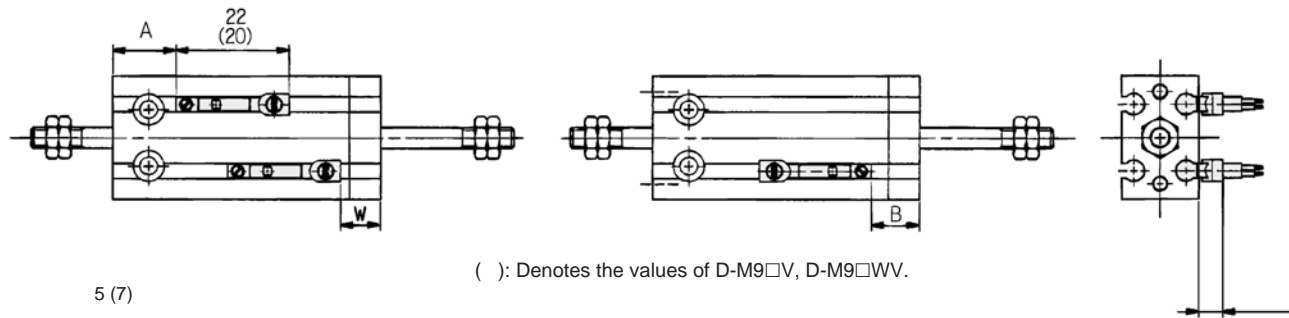 22
A
(20)
W
B
( ): Denotes the values of D-M9□V, D-M9□WV.
5 (7)